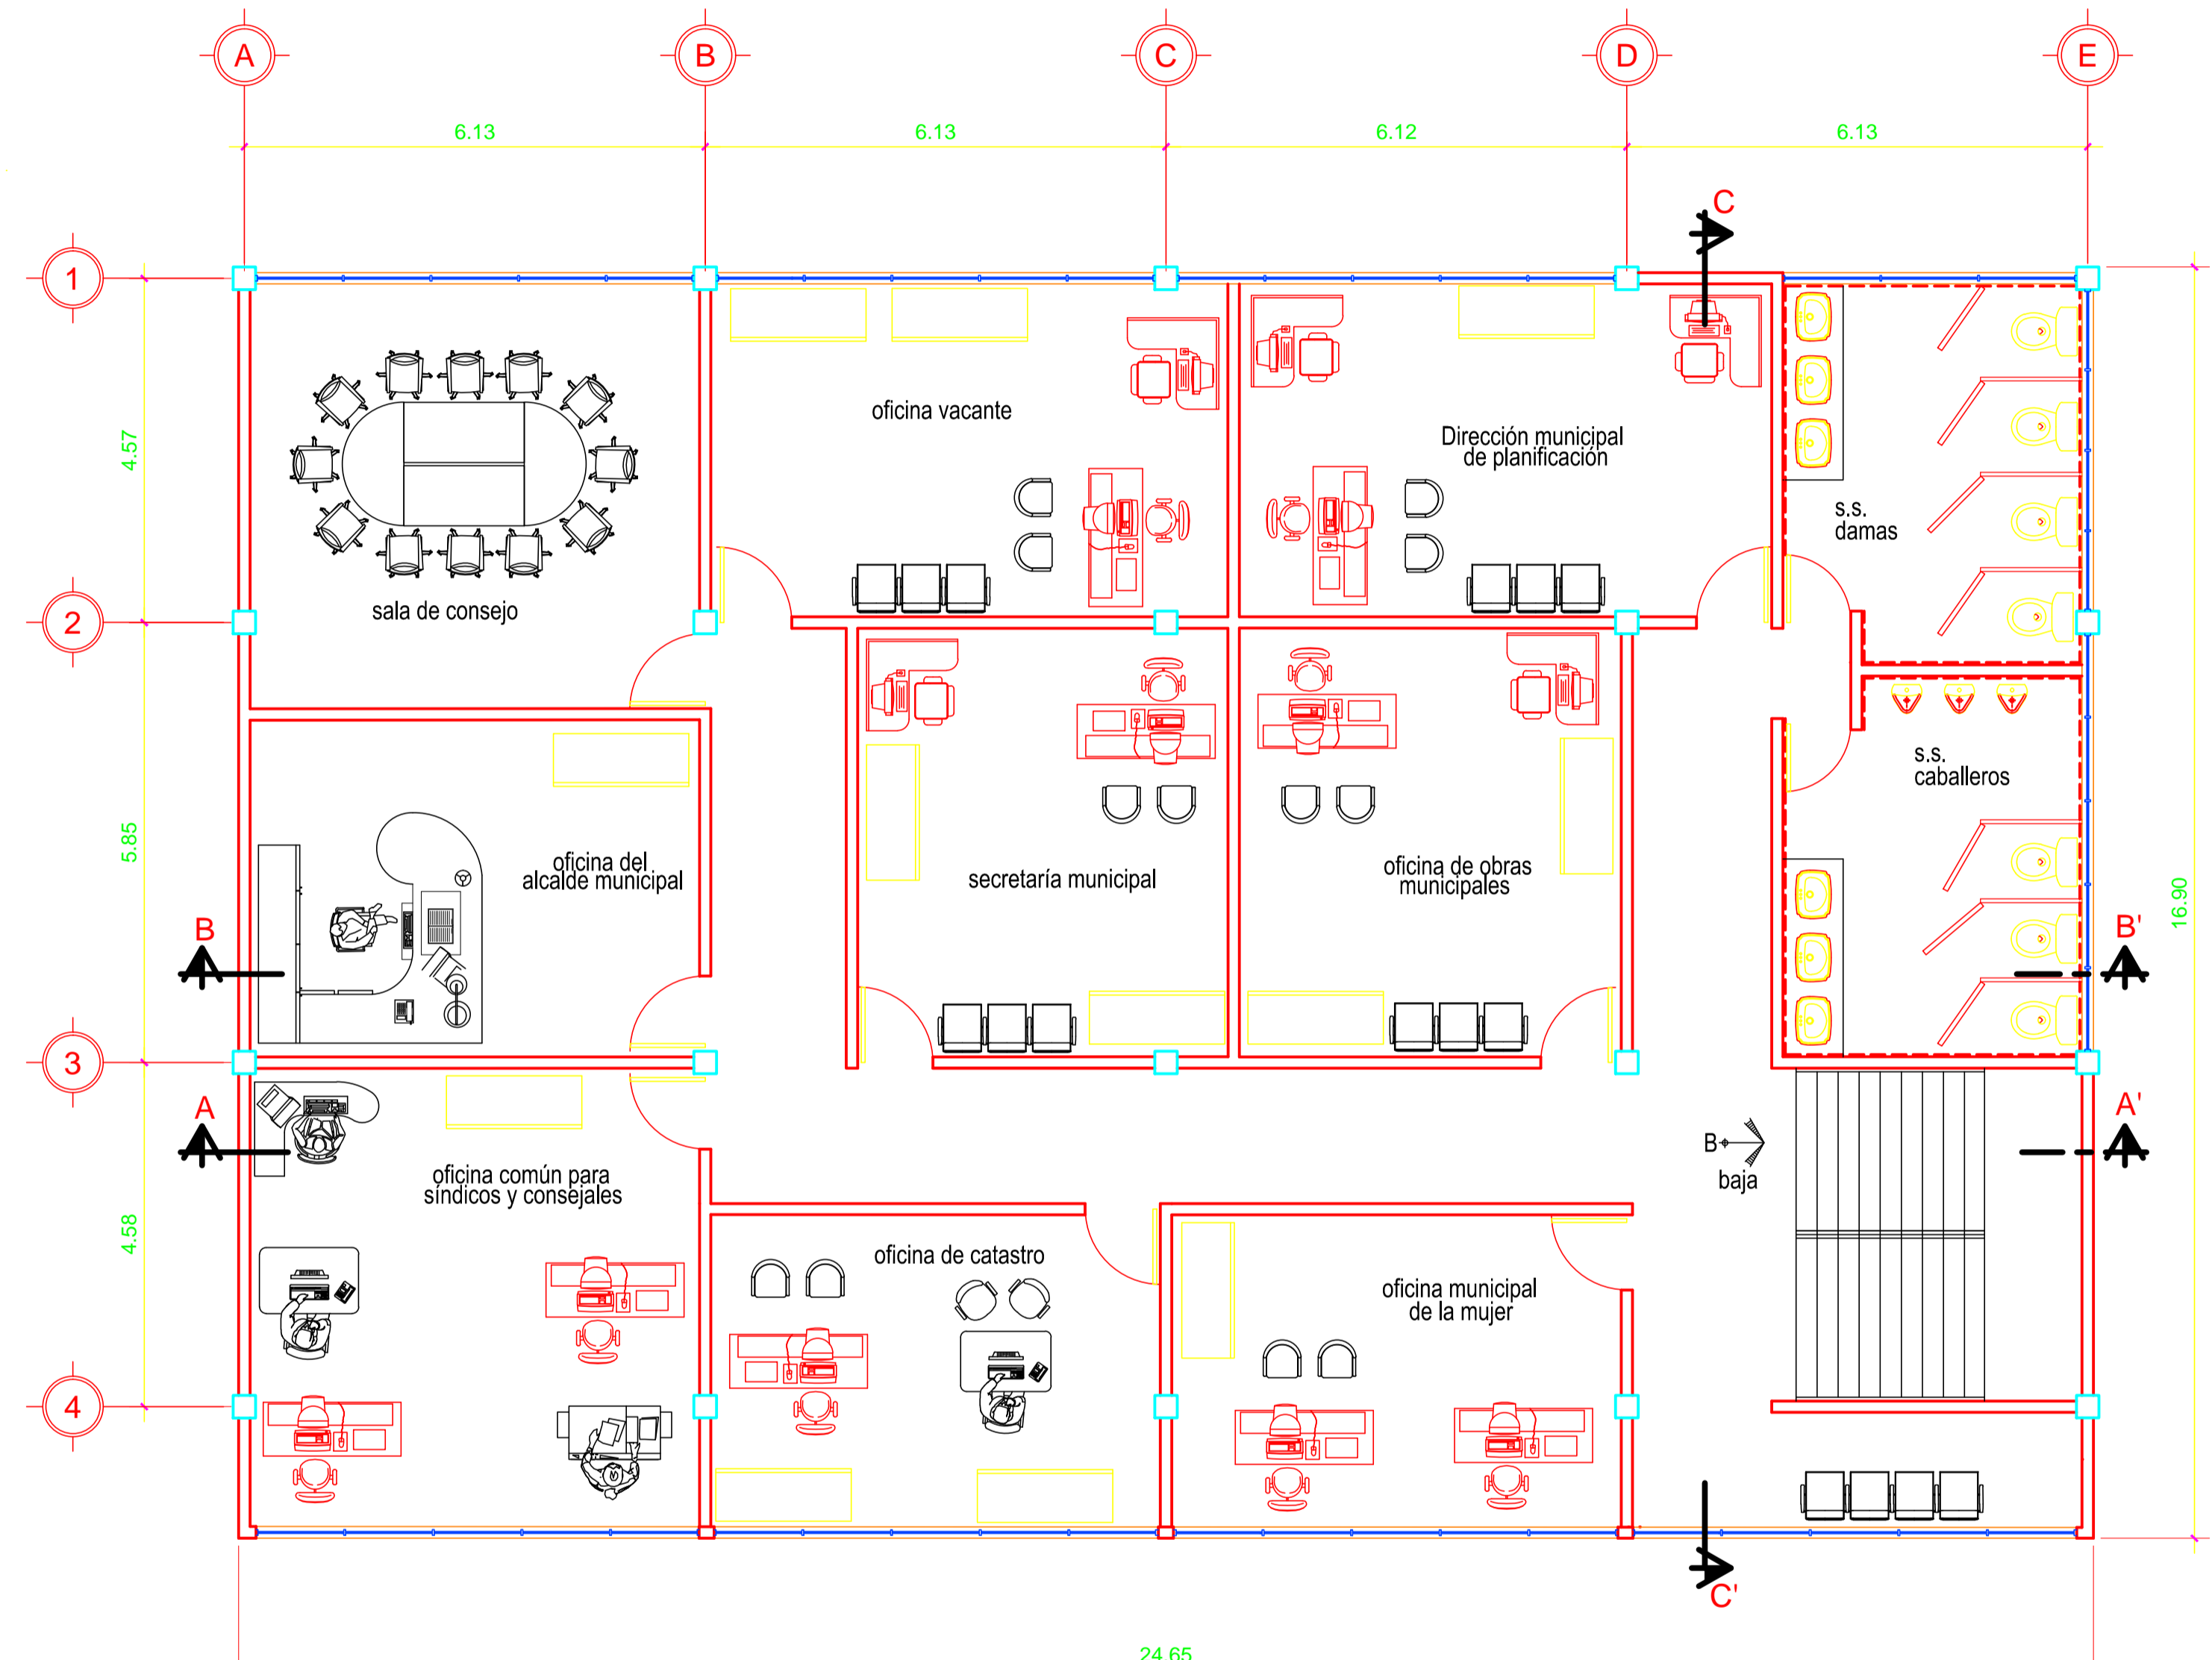 A
B
C
D
E
6.13
6.13
6.12
6.13
C
1
4.57
oficina vacante
Dirección municipal
de planificación
s.s.
damas
2
sala de consejo
s.s.
caballeros
5.85
oficina del
alcalde municipal
secretaría municipal
oficina de obras
municipales
16.90
B
B'
3
A
A'
B
baja
oficina común para
síndicos y consejales
4.58
oficina de catastro
oficina municipal
de la mujer
4
C'
24.65